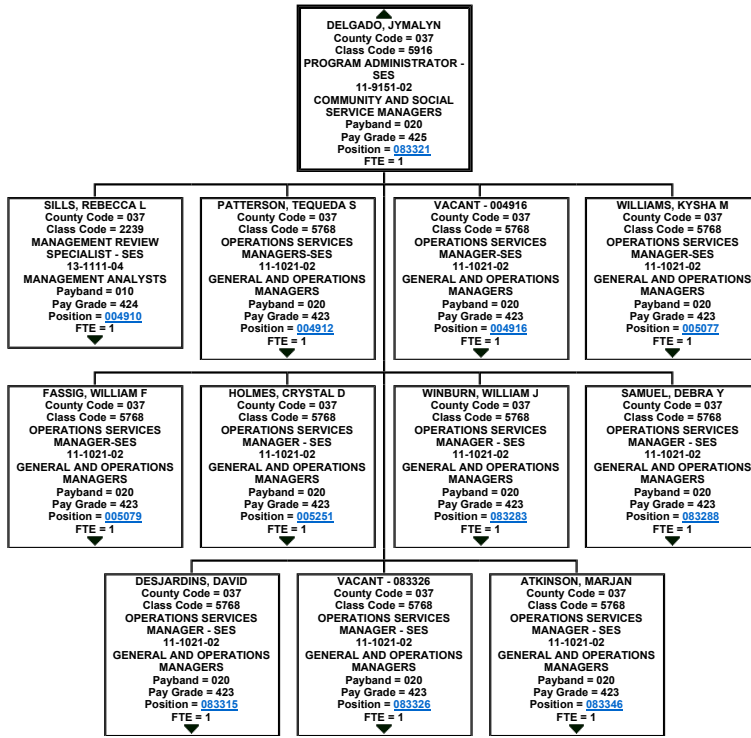 DELGADO, JYMALYN
County Code = 037
Class Code = 5916
PROGRAM ADMINISTRATOR -
SES
11-9151-02
COMMUNITY AND SOCIAL
SERVICE MANAGERS
Payband = 020
Pay Grade = 425
Position = 083321
FTE = 1
SILLS, REBECCA L
County Code = 037
Class Code = 2239
MANAGEMENT REVIEW
SPECIALIST - SES
13-1111-04
MANAGEMENT ANALYSTS
Payband = 010
Pay Grade = 424
Position = 004910
FTE = 1
PATTERSON, TEQUEDA S
County Code = 037
Class Code = 5768
OPERATIONS SERVICES
MANAGERS-SES
11-1021-02
GENERAL AND OPERATIONS
MANAGERS
Payband = 020
Pay Grade = 423
Position = 004912
FTE = 1
VACANT - 004916
County Code = 037
Class Code = 5768
OPERATIONS SERVICES
MANAGER-SES
11-1021-02
GENERAL AND OPERATIONS
MANAGERS
Payband = 020
Pay Grade = 423
Position = 004916
FTE = 1
WILLIAMS, KYSHA M
County Code = 037
Class Code = 5768
OPERATIONS SERVICES
MANAGER-SES
11-1021-02
GENERAL AND OPERATIONS
MANAGERS
Payband = 020
Pay Grade = 423
Position = 005077
FTE = 1
FASSIG, WILLIAM F
County Code = 037
Class Code = 5768
OPERATIONS SERVICES
MANAGER-SES
11-1021-02
GENERAL AND OPERATIONS
MANAGERS
Payband = 020
Pay Grade = 423
Position = 005079
FTE = 1
HOLMES, CRYSTAL D
County Code = 037
Class Code = 5768
OPERATIONS SERVICES
MANAGER - SES
11-1021-02
GENERAL AND OPERATIONS
MANAGERS
Payband = 020
Pay Grade = 423
Position = 005251
FTE = 1
WINBURN, WILLIAM J
County Code = 037
Class Code = 5768
OPERATIONS SERVICES
MANAGER - SES
11-1021-02
GENERAL AND OPERATIONS
MANAGERS
Payband = 020
Pay Grade = 423
Position = 083283
FTE = 1
SAMUEL, DEBRA Y
County Code = 037
Class Code = 5768
OPERATIONS SERVICES
MANAGER - SES
11-1021-02
GENERAL AND OPERATIONS
MANAGERS
Payband = 020
Pay Grade = 423
Position = 083288
FTE = 1
DESJARDINS, DAVID
County Code = 037
Class Code = 5768
OPERATIONS SERVICES
MANAGER - SES
11-1021-02
GENERAL AND OPERATIONS
MANAGERS
Payband = 020
Pay Grade = 423
Position = 083315
FTE = 1
VACANT - 083326
County Code = 037
Class Code = 5768
OPERATIONS SERVICES
MANAGER - SES
11-1021-02
GENERAL AND OPERATIONS
MANAGERS
Payband = 020
Pay Grade = 423
Position = 083326
FTE = 1
ATKINSON, MARJAN
County Code = 037
Class Code = 5768
OPERATIONS SERVICES
MANAGER - SES
11-1021-02
GENERAL AND OPERATIONS
MANAGERS
Payband = 020
Pay Grade = 423
Position = 083346
FTE = 1